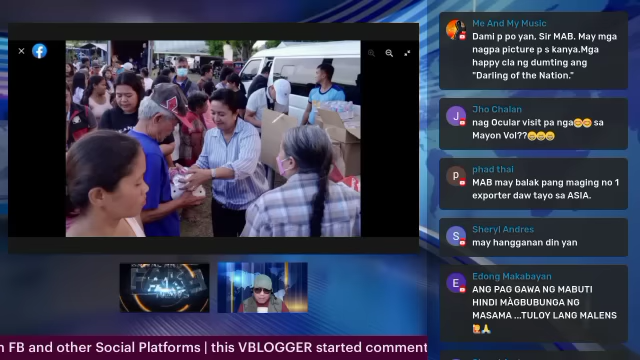 Me And My Music
Dami p po yan, Sir MAB. May mga
nagpa picture p s kanya.Mga
happy cla ng dumting ang
"Darling of the Nation."
Jho Chalan
nag Ocular visit pa nga😊😊 sa
Mayon Vol??😄😄😄
phad thai
MAB may balak pang maging no 1
exporter daw tayo sa ASIA.
Sheryl Andres
may hangganan din yan
Edong Makabayan
ANG PAG GAWA NG MABUTI
HINDI MÀGBUBUNGA NG
MASAMA ...TULOY LANG MALENS
🙏
n FB and other Social Platforms | this VBLOGGER started comment